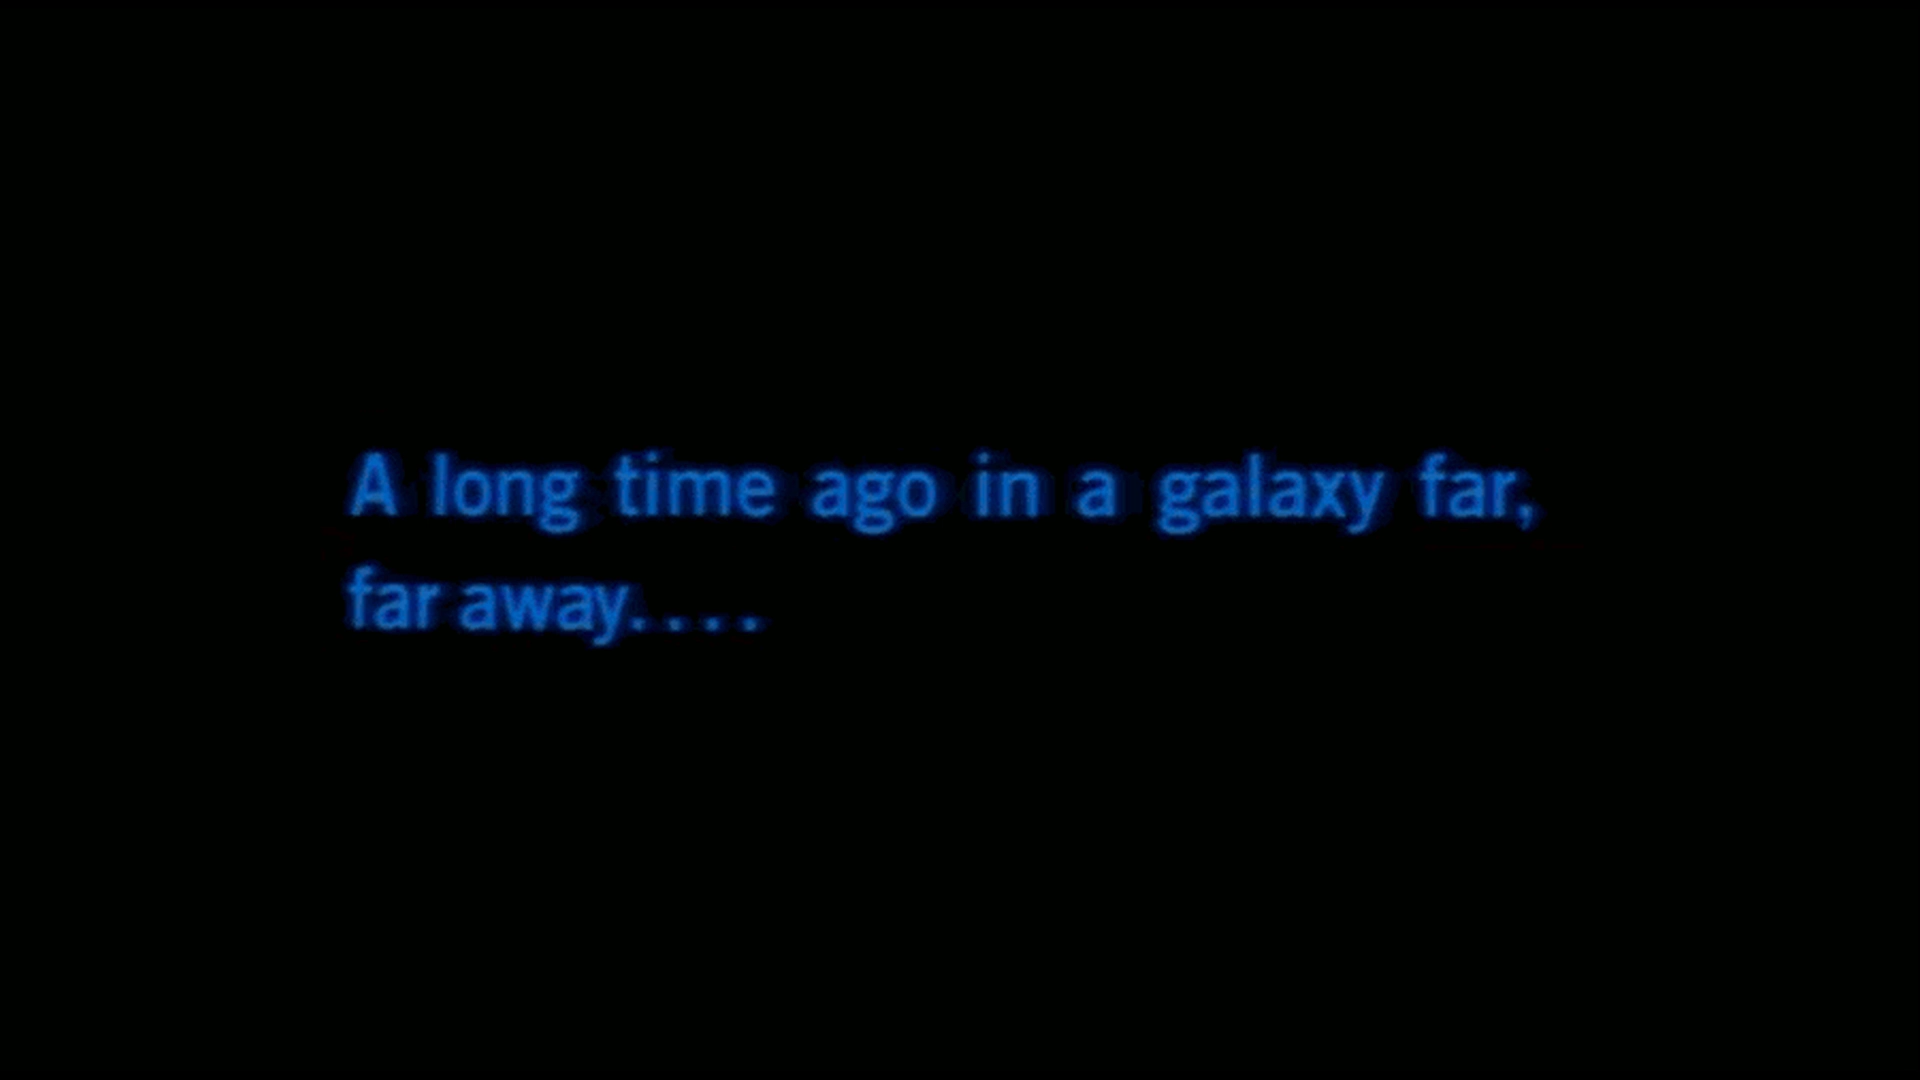 A long time ago in a galaxy far,
far away. . . .